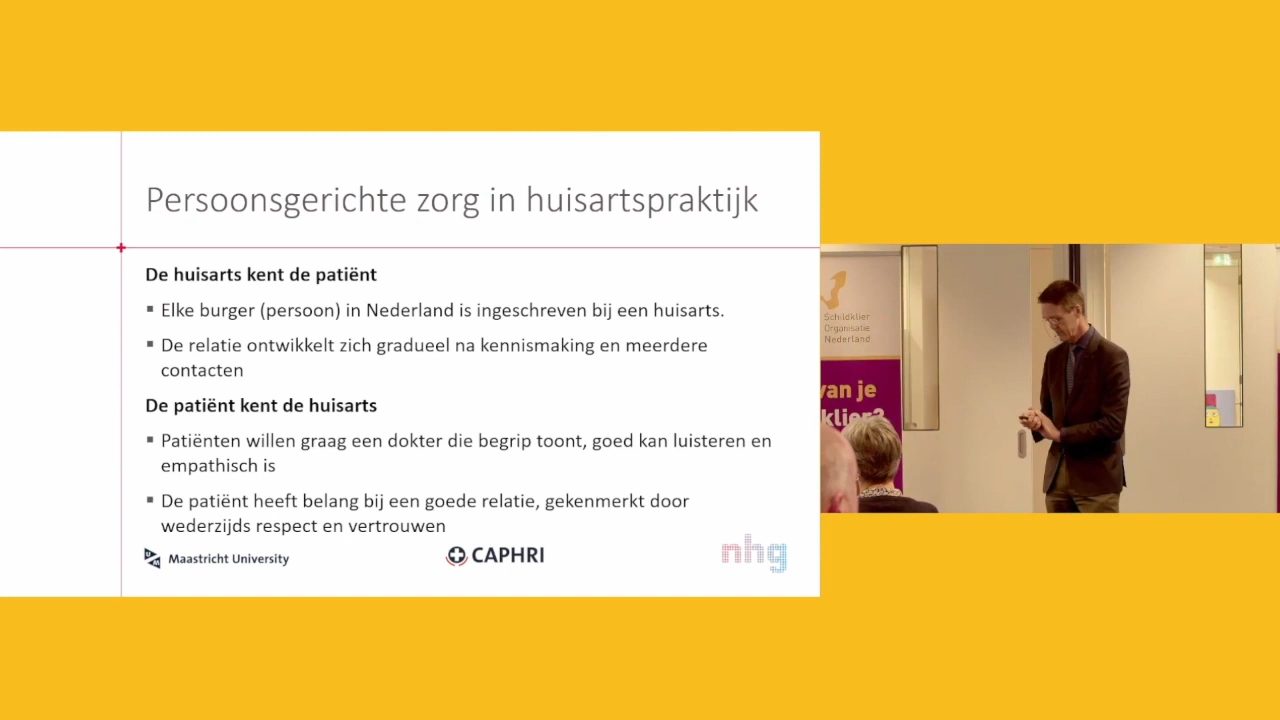 Persoonsgerichte zorg in huisartspraktijk
De huisarts kent de patiënt
▪ Elke burger (persoon) in Nederland is ingeschreven bij een huisarts.
▪ De relatie ontwikkelt zich gradueel na kennismaking en meerdere
contacten
De patiënt kent de huisarts
▪ Patiënten willen graag een dokter die begrip toont, goed kan luisteren en
empathisch is
▪ De patiënt heeft belang bij een goede relatie, gekenmerkt door
wederzijds respect en vertrouwen
Maastricht University
CAPHRI
nhg
Schildklier
Organisatie
Nederland
van je
klier?